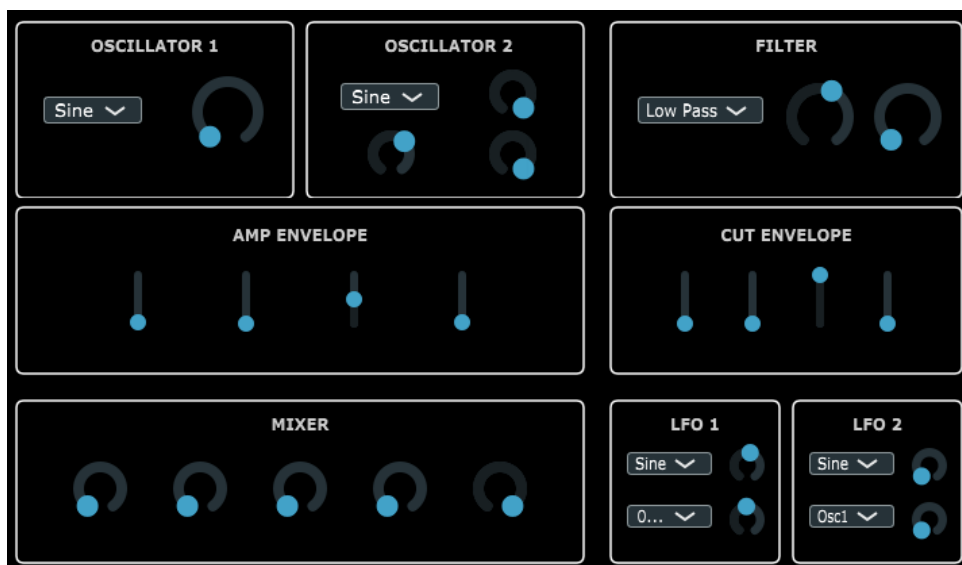 OSCILLATOR 1
Sine
OSCILLATOR 2
Sine
FILTER
Low Pass
AMP ENVELOPE
CUT ENVELOPE
MIXER
LFO 1
Sine
O...
LFO 2
Sine
Osc1